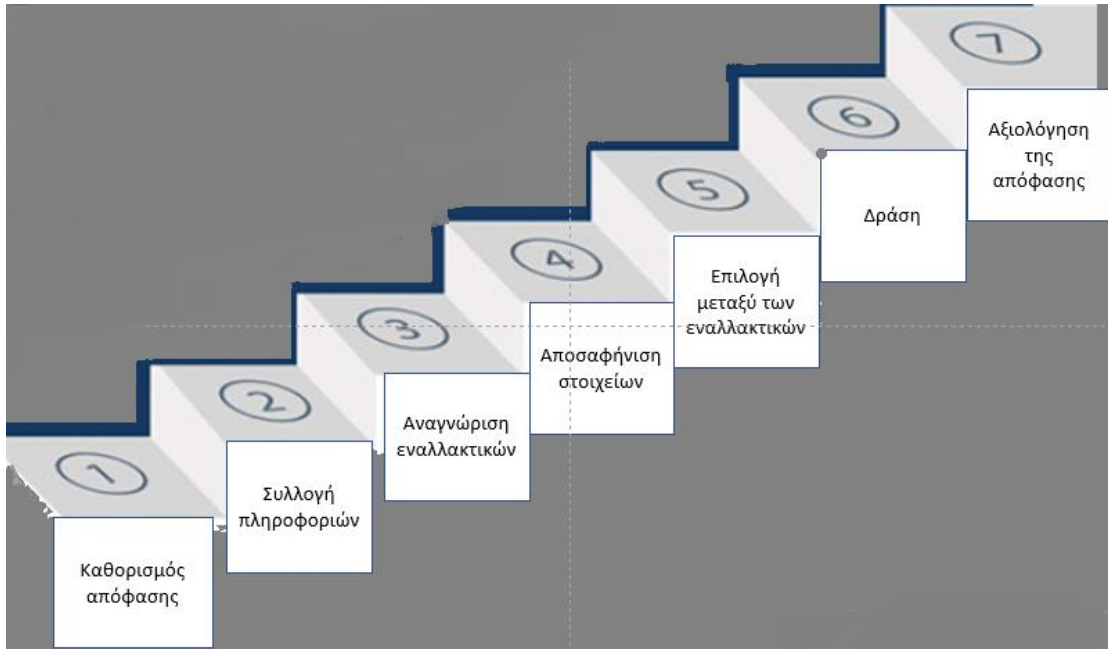 1
Καθορισμός
απόφασης
2
Συλλογή
πληροφοριών
3
Αναγνώριση
εναλλακτικών
4
Αποσαφήνιση
στοιχείων
5
Επιλογή
μεταξύ των
εναλλακτικών
6
Δράση
7
Αξιολόγηση
της
απόφασης